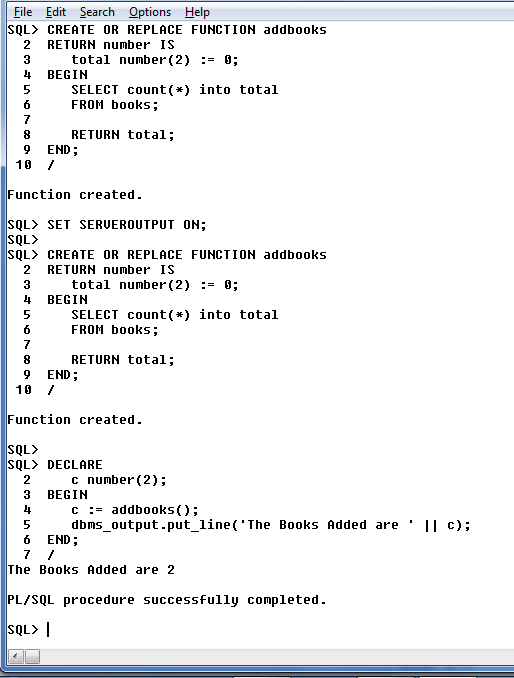 File Edit Search Options Help
SQL> CREATE OR REPLACE FUNCTION addbooks
  2  RETURN number IS
  3     total number(2) := 0;
  4  BEGIN
  5     SELECT count(*) into total
  6     FROM books;
  7
  8     RETURN total;
  9  END;
 10  /
Function created.
SQL> SET SERVEROUTPUT ON;
SQL>
SQL> CREATE OR REPLACE FUNCTION addbooks
  2  RETURN number IS
  3     total number(2) := 0;
  4  BEGIN
  5     SELECT count(*) into total
  6     FROM books;
  7
  8     RETURN total;
  9  END;
 10  /
Function created.
SQL>
SQL> DECLARE
  2     c number(2);
  3  BEGIN
  4     c := addbooks();
  5     dbms_output.put_line('The Books Added are ' || c);
  6  END;
  7  /
The Books Added are 2
PL/SQL procedure successfully completed.
SQL>